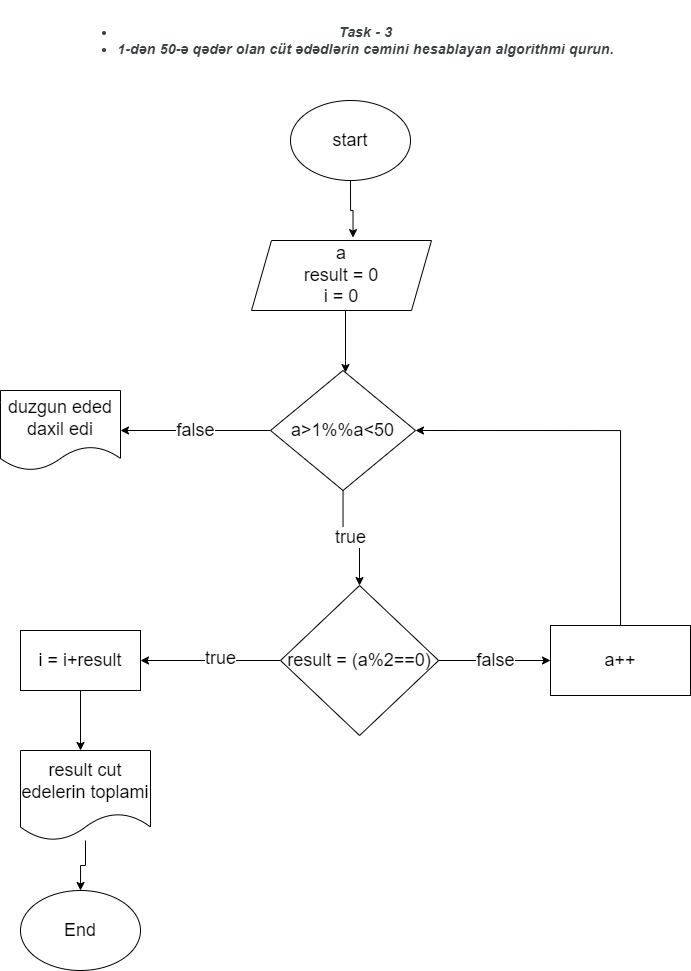 Task - 3
1-dən 50-ə qədər olan cüt ədədlərin cəmini hesablayan algorithmi qurun.
start
a
result = 0
i = 0
a>1%%a<50
false
duzgun eded
daxil edi
true
result = (a%2==0)
true
false
i = i+result
a++
result cut
edelerin toplami
End